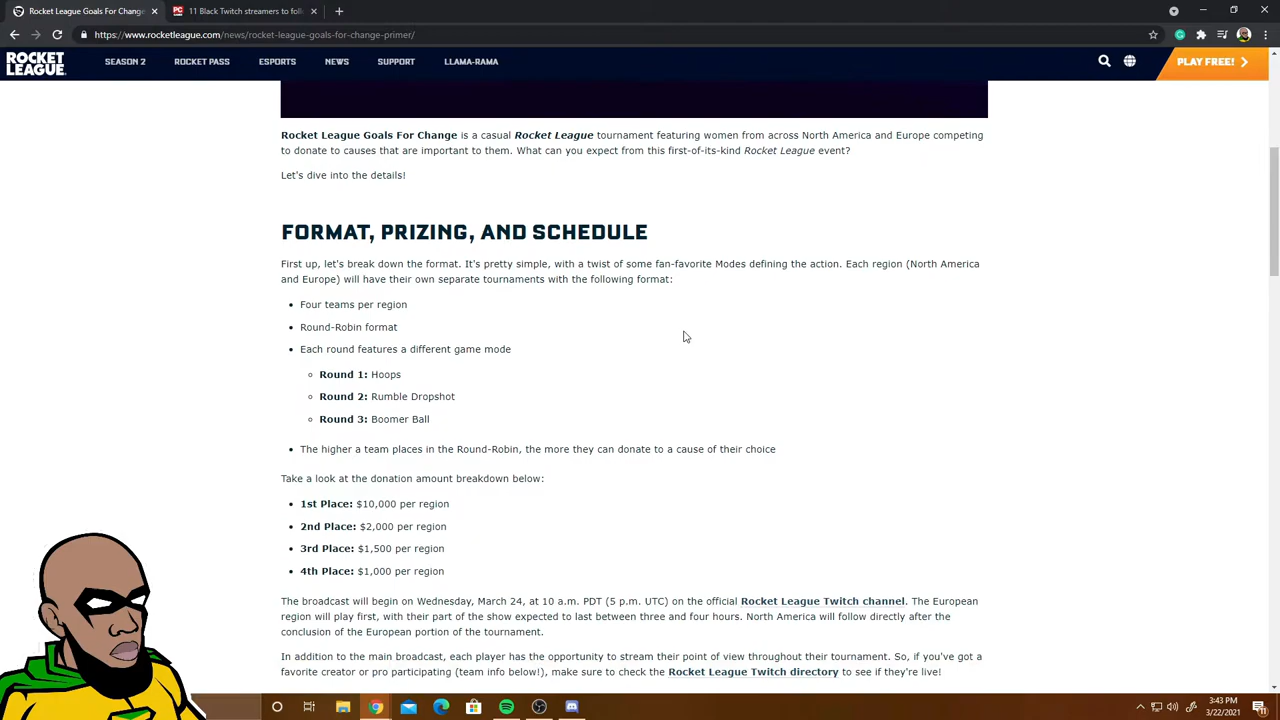 Rocket League Goals For Change
11 Black Twitch streamers to foll
https://www.rocketleague.com/news/rocket-league-goals-for-change-primer/
ROCKET
LEAGUE
SEASON 2
ROCKET PASS
ESPORTS
NEWS
SUPPORT
LLAMA-RAMA
PLAY FREE!
Rocket League Goals For Change is a casual Rocket League tournament featuring women from across North America and Europe competing
to donate to causes that are important to them. What can you expect from this first-of-its-kind Rocket League event?
Let's dive into the details!
FORMAT, PRIZING, AND SCHEDULE
First up, let's break down the format. It's pretty simple, with a twist of some fan-favorite Modes defining the action. Each region (North America
and Europe) will have their own separate tournaments with the following format:
Four teams per region
Round-Robin format
Each round features a different game mode
Round 1: Hoops
Round 2: Rumble Dropshot
Round 3: Boomer Ball
The higher a team places in the Round-Robin, the more they can donate to a cause of their choice
Take a look at the donation amount breakdown below:
1st Place: $10,000 per region
2nd Place: $2,000 per region
3rd Place: $1,500 per region
4th Place: $1,000 per region
The broadcast will begin on Wednesday, March 24, at 10 a.m. PDT (5 p.m. UTC) on the official Rocket League Twitch channel. The European
region will play first, with their part of the show expected to last between three and four hours. North America will follow directly after the
conclusion of the European portion of the tournament.
In addition to the main broadcast, each player has the opportunity to stream their point of view throughout their tournament. So, if you've got a
favorite creator or pro participating (team info below!), make sure to check the Rocket League Twitch directory to see if they're live!
3:43 PM
3/22/2021